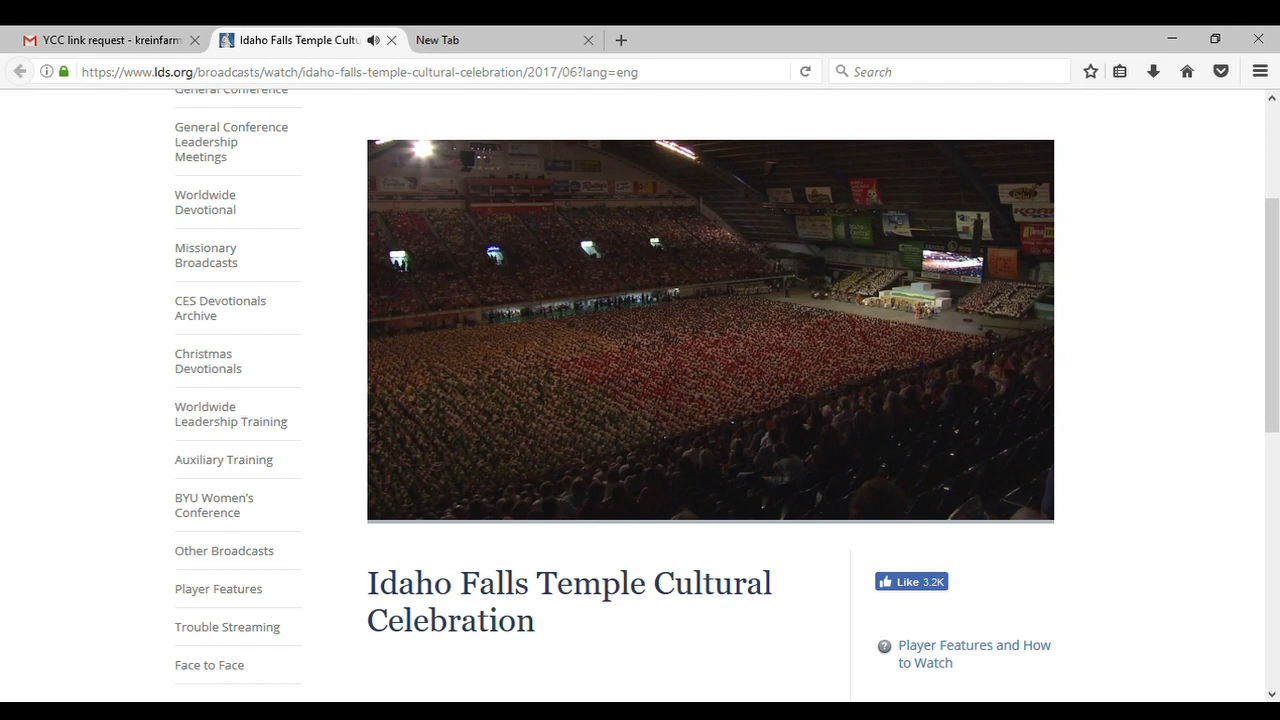 YCC link request - kreinfarm
Idaho Falls Temple Cultu
New Tab
https://www.lds.org/broadcasts/watch/idaho-falls-temple-cultural-celebration/2017/06?lang=eng
Search
General Conference
General Conference
Leadership
Meetings
Worldwide
Devotional
Missionary
Broadcasts
CES Devotionals
Archive
Christmas
Devotionals
Worldwide
Leadership Training
Auxiliary Training
BYU Women's
Conference
Other Broadcasts
Player Features
Trouble Streaming
Face to Face
Idaho Falls Temple Cultural
Celebration
Like 3.2K
Player Features and How
to Watch